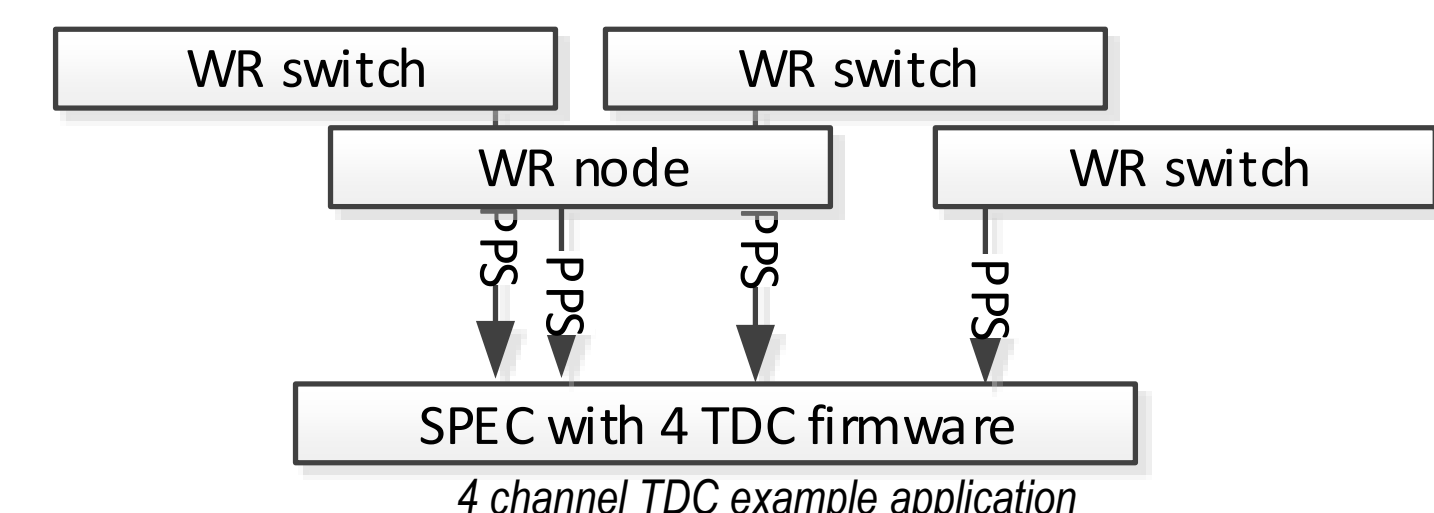 WR switch
WR switch
WR node
WR switch
PPS
PPS
PPS
PPS
SPEC with 4 TDC firmware
4 channel TDC example application